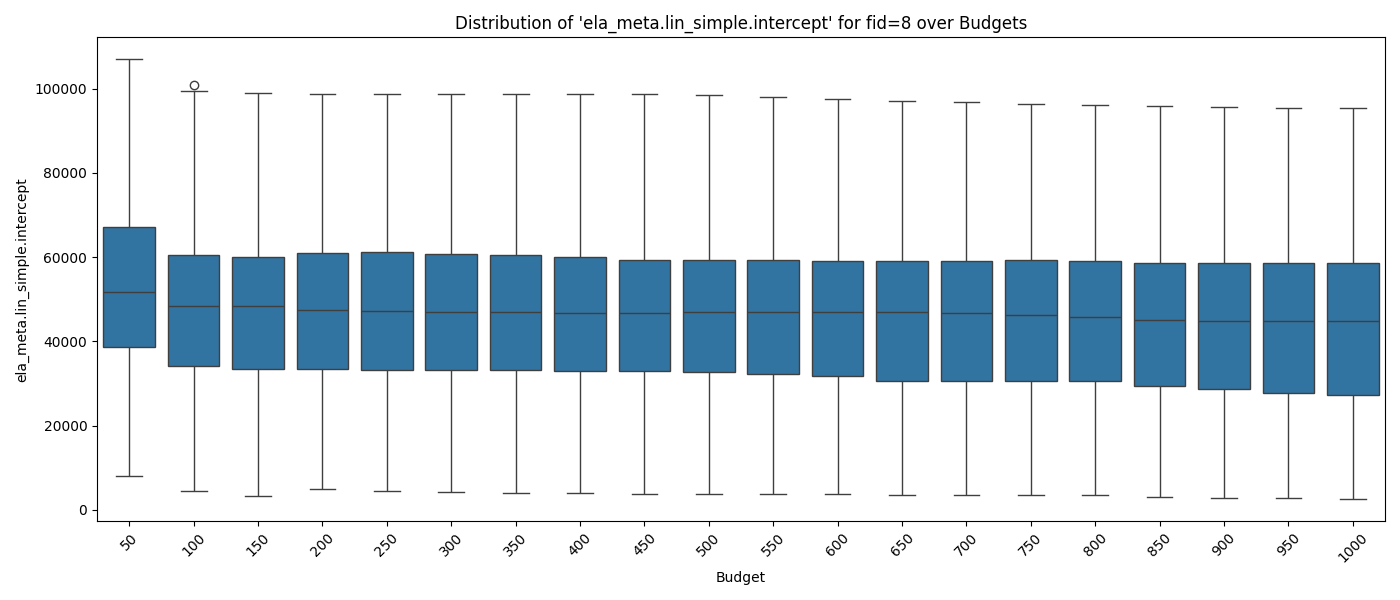 Distribution of 'ela_meta.lin_simple.intercept' for fid=8 over Budgets
ela_meta.lin_simple.intercept
100000
80000
60000
40000
20000
0
50 100 150 200 250 300 350 400 450 500 550 600 650 700 750 800 850 900 950 1000
Budget